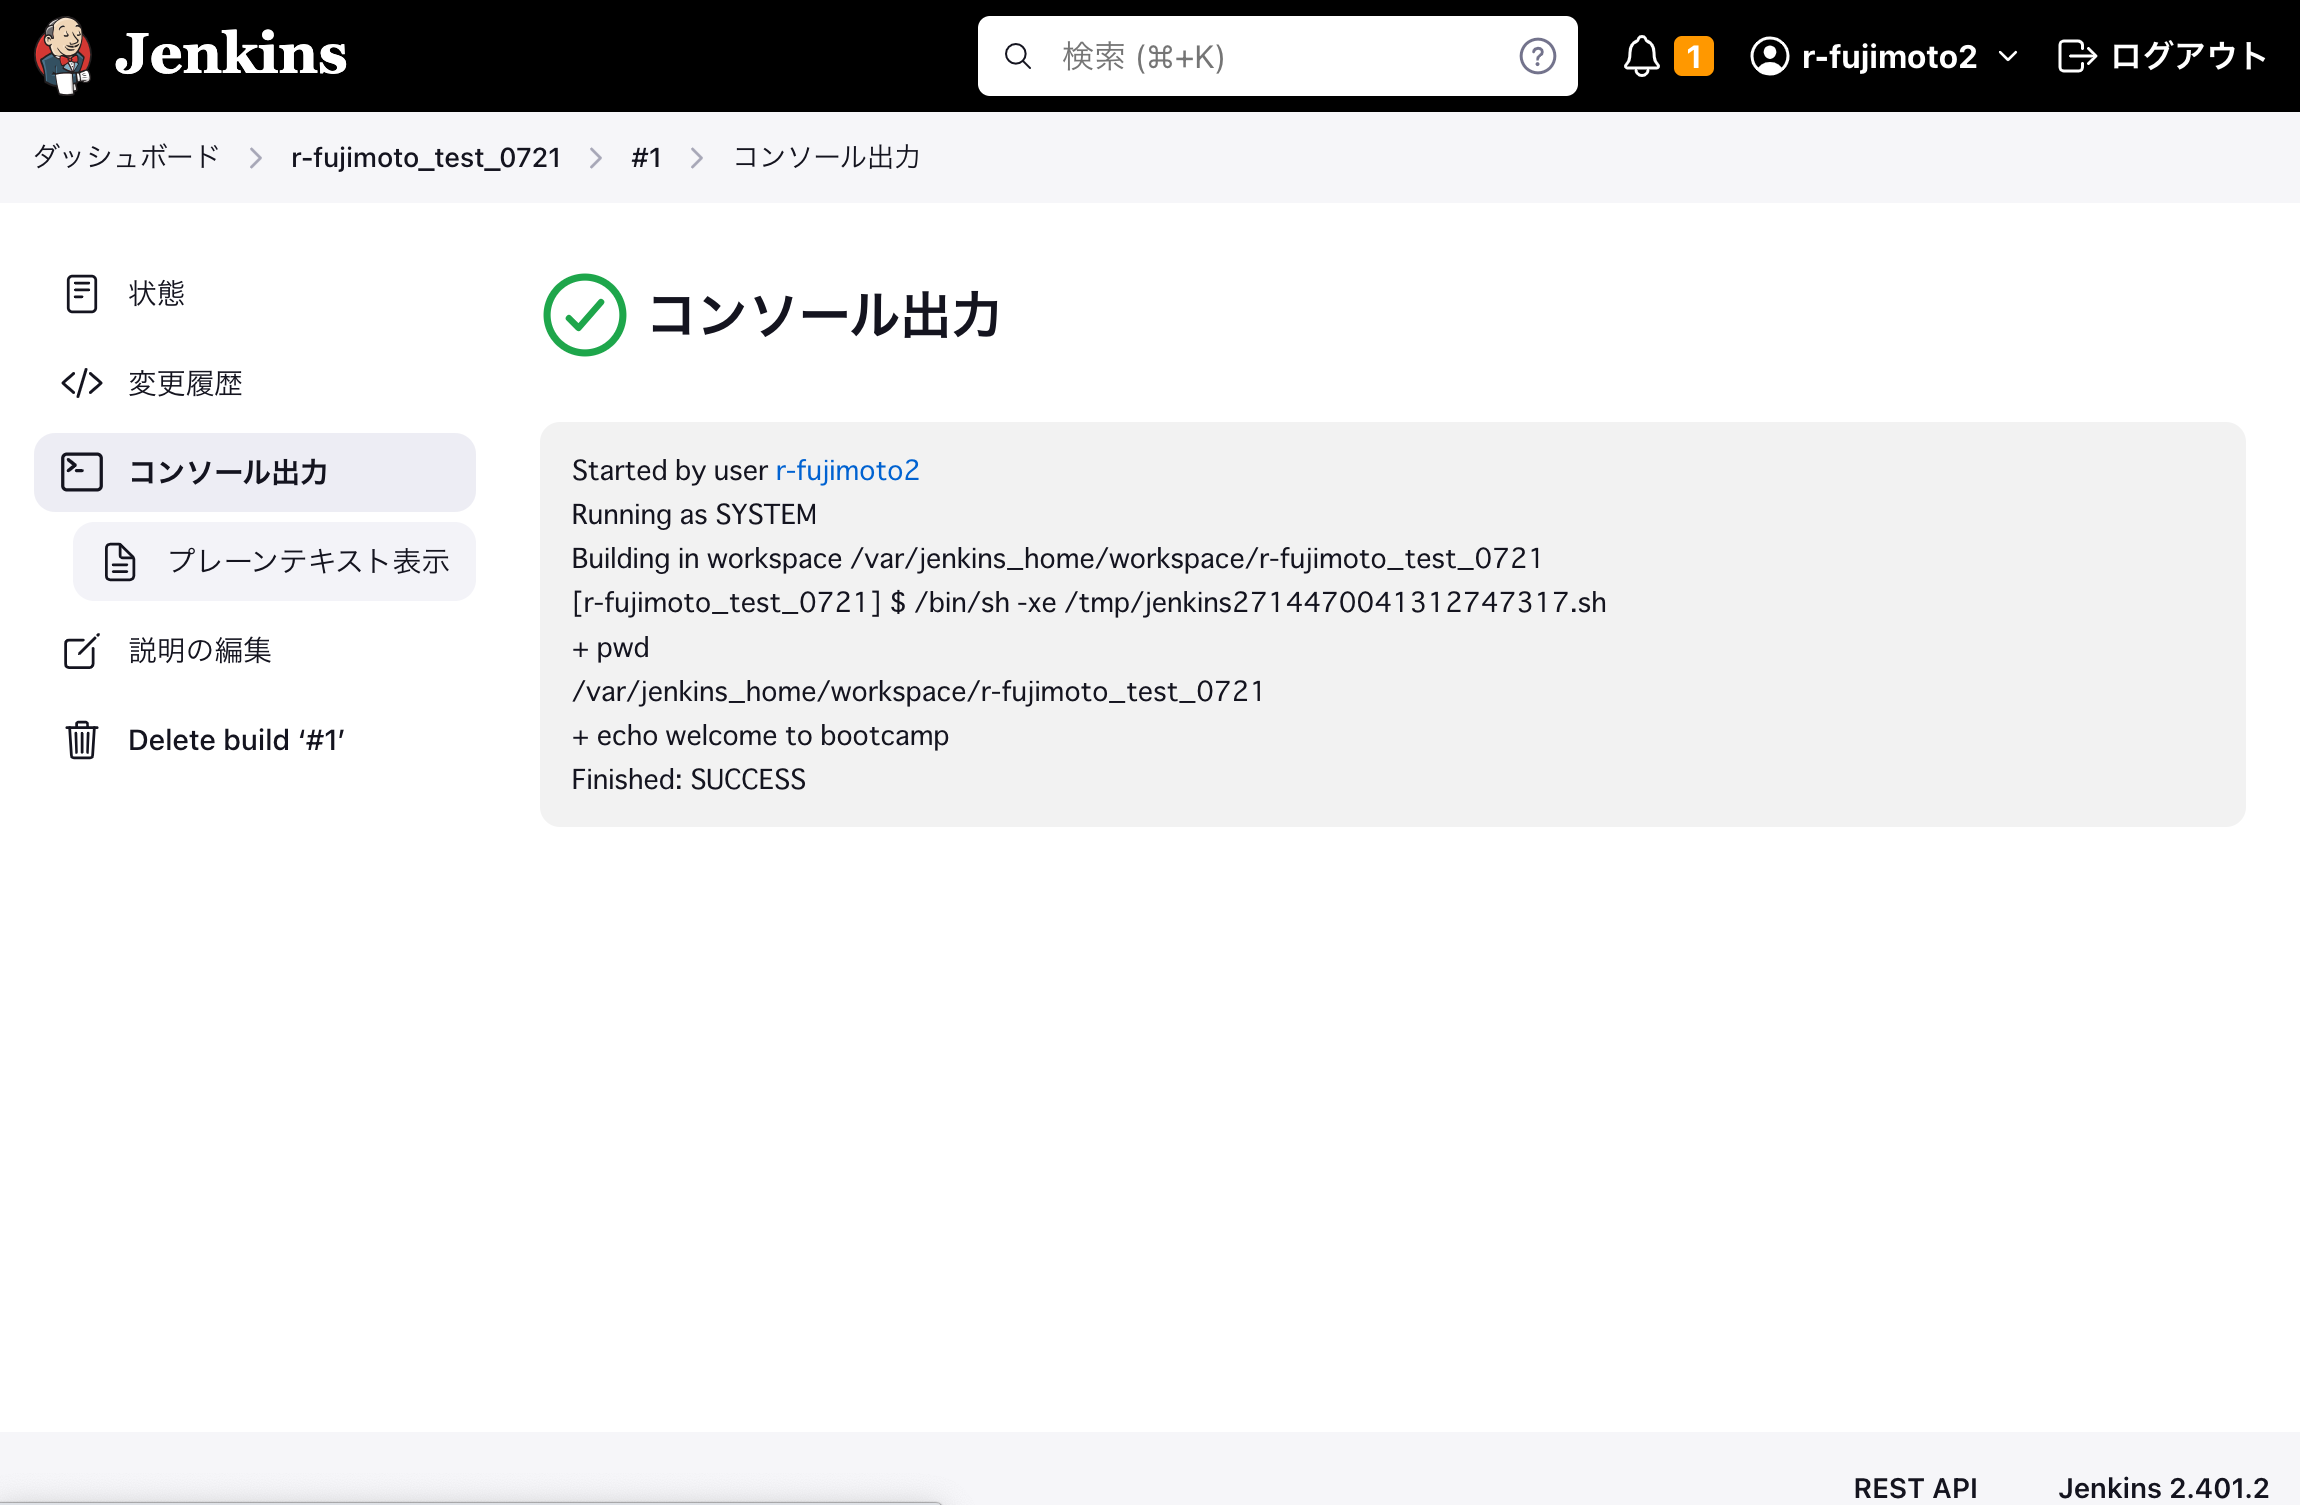 Jenkins
検索 (⌘+K)
1
r-fujimoto2
ログアウト
ダッシュボード
r-fujimoto_test_0721
#1
コンソール出力
状態
変更履歴
コンソール出力
プレーンテキスト表示
説明の編集
Delete build ‘#1’
コンソール出力
Started by user r-fujimoto2
Running as SYSTEM
Building in workspace /var/jenkins_home/workspace/r-fujimoto_test_0721
[r-fujimoto_test_0721] $ /bin/sh -xe /tmp/jenkins2714470041312747317.sh
+ pwd
/var/jenkins_home/workspace/r-fujimoto_test_0721
+ echo welcome to bootcamp
Finished: SUCCESS
REST API
Jenkins 2.401.2